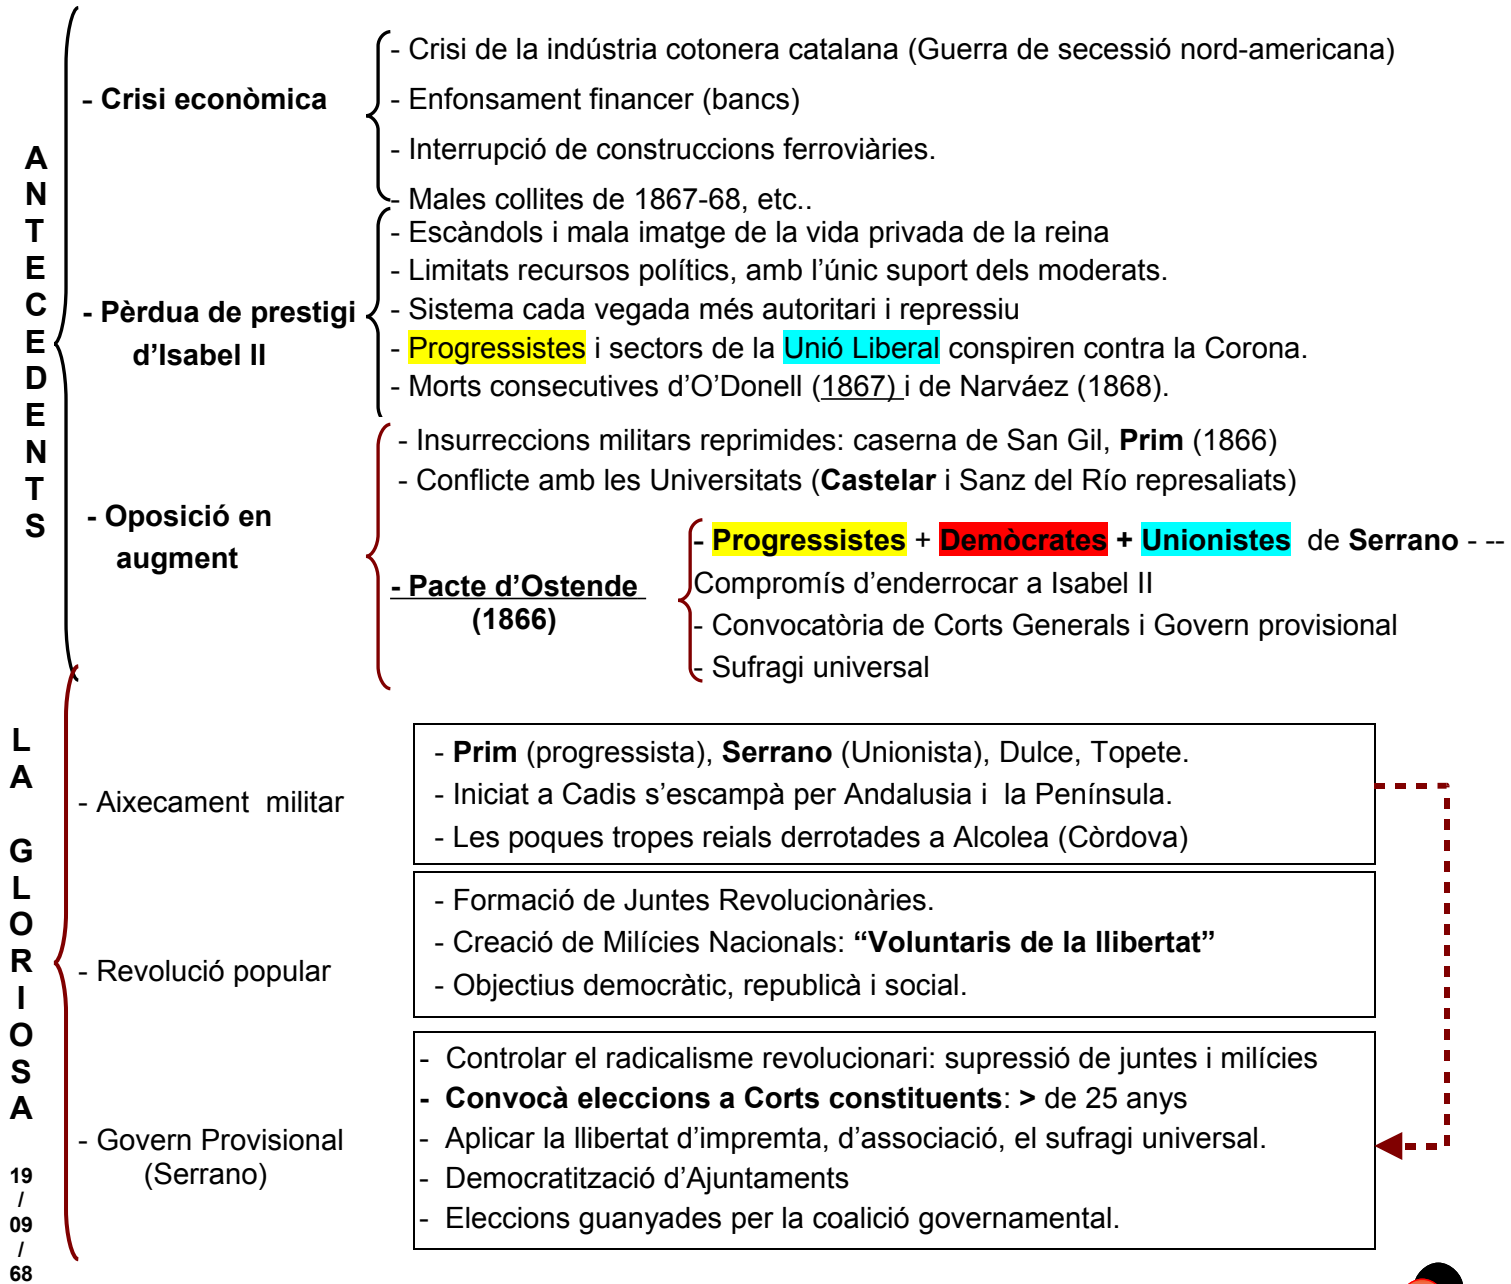 ANTECEDENTS
- Crisi econòmica
- Crisi de la indústria cotonera catalana (Guerra de secessió nord-americana)
- Enfonsament financer (bancs)
- Interrupció de construccions ferroviàries.
- Males collites de 1867-68, etc..
- Pèrdua de prestigi
d’Isabel II
- Escàndols i mala imatge de la vida privada de la reina
- Limitats recursos polítics, amb l’únic suport dels moderats.
- Sistema cada vegada més autoritari i repressiu
- Progressistes i sectors de la Unió Liberal conspiren contra la Corona.
- Morts consecutives d’O’Donell (1867) i de Narváez (1868).
- Oposició en
augment
- Insurreccions militars reprimides: caserna de San Gil, Prim (1866)
- Conflicte amb les Universitats (Castelar i Sanz del Río represaliats)
- Pacte d’Ostende
(1866)
- Progressistes + Demòcrates + Unionistes de Serrano - --
Compromís d’enderrocar a Isabel II
- Convocatòria de Corts Generals i Govern provisional
- Sufragi universal
LA GLORIOSA
19
/
09
/
68
- Aixecament militar
- Prim (progressista), Serrano (Unionista), Dulce, Topete.
- Iniciat a Cadis s’escampà per Andalusia i la Península.
- Les poques tropes reials derrotades a Alcolea (Còrdova)
- Revolució popular
- Formació de Juntes Revolucionàries.
- Creació de Milícies Nacionals: “Voluntaris de la llibertat”
- Objectius democràtic, republicà i social.
- Govern Provisional
(Serrano)
- Controlar el radicalisme revolucionari: supressió de juntes i milícies
- Convocà eleccions a Corts constituents: > de 25 anys
- Aplicar la llibertat d’impremta, d’associació, el sufragi universal.
- Democratització d’Ajuntaments
- Eleccions guanyades per la coalició governamental.